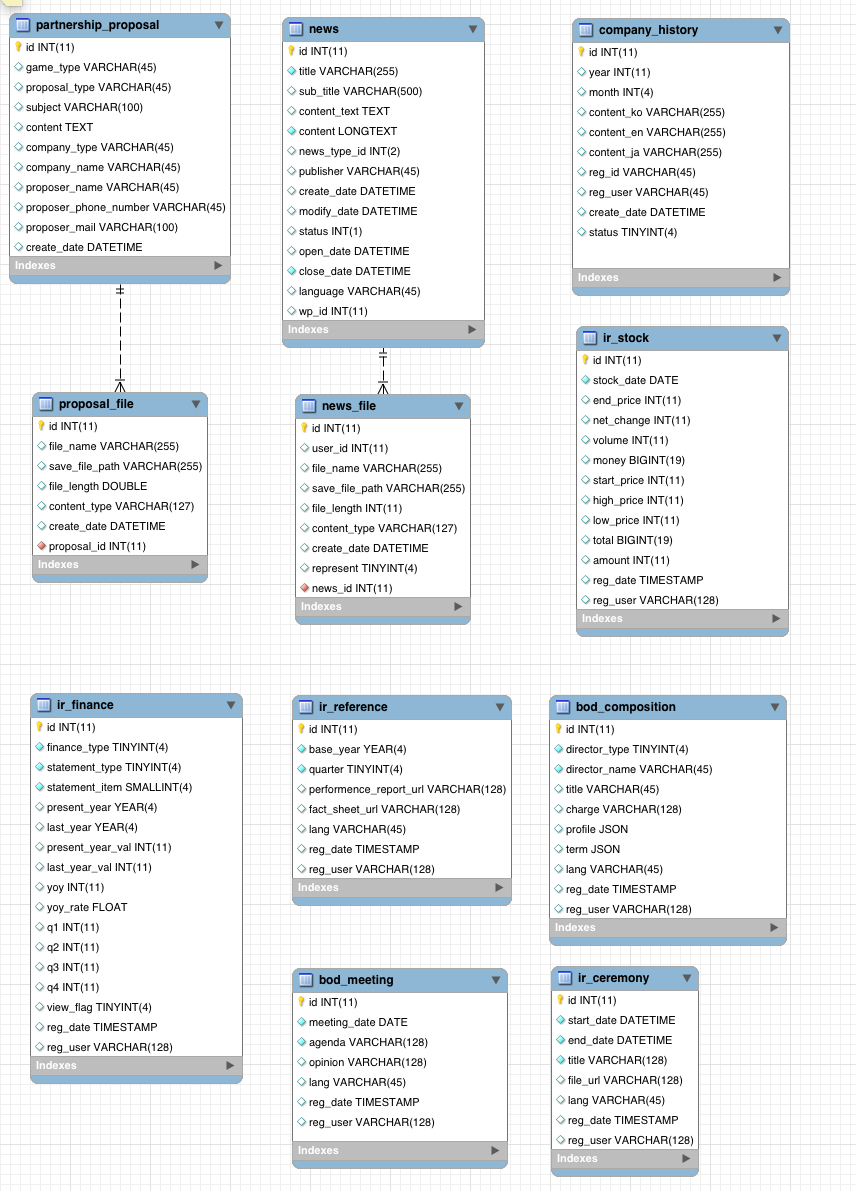 partnership_proposal
id INT(11)
game_type VARCHAR(45)
proposal_type VARCHAR(45)
subject VARCHAR(100)
content TEXT
company_type VARCHAR(45)
company_name VARCHAR(45)
proposer_name VARCHAR(45)
proposer_phone_number VARCHAR(45)
proposer_mail VARCHAR(100)
create_date DATETIME
Indexes
news
id INT(11)
title VARCHAR(255)
sub_title VARCHAR(500)
content_text TEXT
content LONGTEXT
news_type_id INT(2)
publisher VARCHAR(45)
create_date DATETIME
modify_date DATETIME
status INT(1)
open_date DATETIME
close_date DATETIME
language VARCHAR(45)
wp_id INT(11)
Indexes
company_history
id INT(11)
year INT(11)
month INT(4)
content_ko VARCHAR(255)
content_en VARCHAR(255)
content_ja VARCHAR(255)
reg_id VARCHAR(45)
reg_user VARCHAR(45)
create_date DATETIME
status TINYINT(4)
Indexes
proposal_file
id INT(11)
file_name VARCHAR(255)
save_file_path VARCHAR(255)
file_length DOUBLE
content_type VARCHAR(127)
create_date DATETIME
proposal_id INT(11)
Indexes
news_file
id INT(11)
user_id INT(11)
file_name VARCHAR(255)
save_file_path VARCHAR(255)
file_length INT(11)
content_type VARCHAR(127)
create_date DATETIME
represent TINYINT(4)
news_id INT(11)
Indexes
ir_stock
id INT(11)
stock_date DATE
end_price INT(11)
net_change INT(11)
volume INT(11)
money BIGINT(19)
start_price INT(11)
high_price INT(11)
low_price INT(11)
total BIGINT(19)
amount INT(11)
reg_date TIMESTAMP
reg_user VARCHAR(128)
Indexes
ir_finance
id INT(11)
finance_type TINYINT(4)
statement_type TINYINT(4)
statement_item SMALLINT(4)
present_year YEAR(4)
last_year YEAR(4)
present_year_val INT(11)
last_year_val INT(11)
yoy INT(11)
yoy_rate FLOAT
q1 INT(11)
q2 INT(11)
q3 INT(11)
q4 INT(11)
view_flag TINYINT(4)
reg_date TIMESTAMP
reg_user VARCHAR(128)
Indexes
ir_reference
id INT(11)
base_year YEAR(4)
quarter TINYINT(4)
performence_report_url VARCHAR(128)
fact_sheet_url VARCHAR(128)
lang VARCHAR(45)
reg_date TIMESTAMP
reg_user VARCHAR(128)
Indexes
bod_composition
id INT(11)
director_type TINYINT(4)
director_name VARCHAR(45)
title VARCHAR(45)
charge VARCHAR(128)
profile JSON
term JSON
lang VARCHAR(45)
reg_date TIMESTAMP
reg_user VARCHAR(128)
Indexes
bod_meeting
id INT(11)
meeting_date DATE
agenda VARCHAR(128)
opinion VARCHAR(128)
lang VARCHAR(45)
reg_date TIMESTAMP
reg_user VARCHAR(128)
Indexes
ir_ceremony
id INT(11)
start_date DATETIME
end_date DATETIME
title VARCHAR(128)
file_url VARCHAR(128)
lang VARCHAR(45)
reg_date TIMESTAMP
reg_user VARCHAR(128)
Indexes